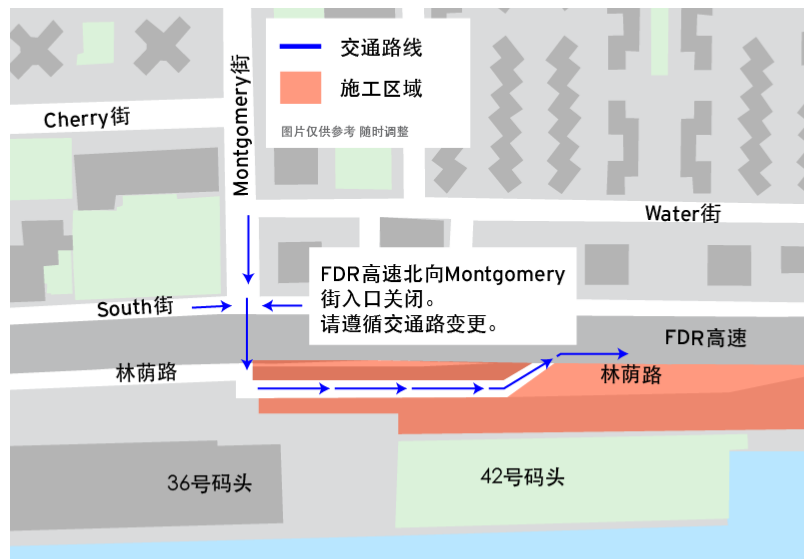 交通路线
施工区域
图片仅供参考 随时调整
Montgomery街
Cherry街
Water街
FDR高速北向Montgomery
街入口关闭。
请遵循交通路变更。
South街
FDR高速
林荫路
林荫路
36号码头
42号码头